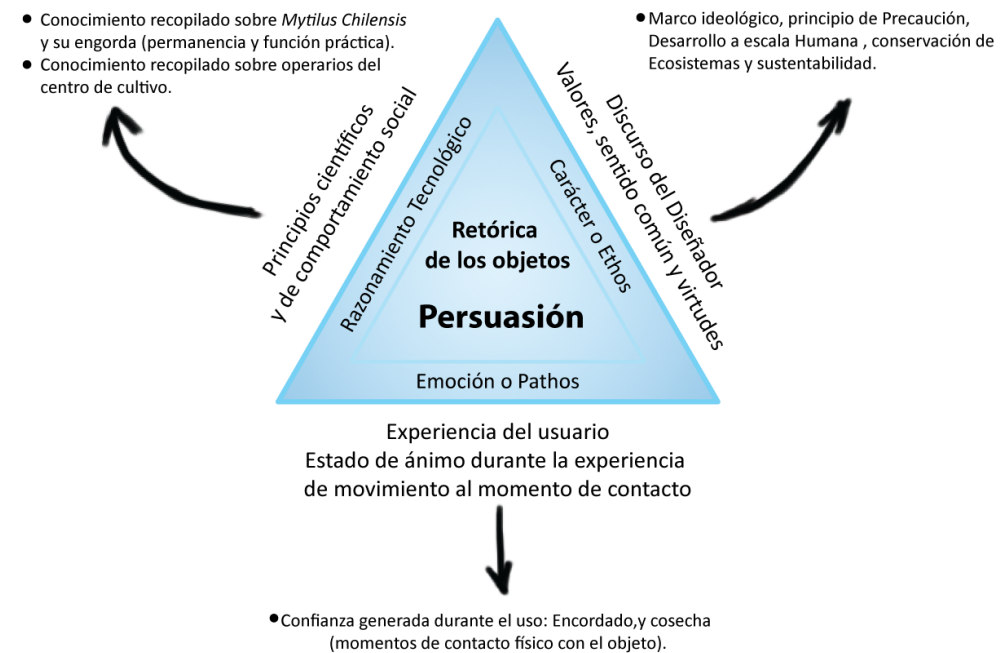 ● Conocimiento recopilado sobre Mytilus Chilensis
y su engorda (permanencia y función práctica).
● Conocimiento recopilado sobre operarios del
centro de cultivo.
● Marco ideológico, principio de Precaución,
Desarrollo a escala Humana , conservación de
Ecosistemas y sustentabilidad.
Principios científicos
y de comportamiento social
Razonamiento Tecnológico
Discurso del Diseñador
Valores, sentido común y virtudes
Carácter o Ethos
Retórica
de los objetos
Persuasión
Emoción o Pathos
Experiencia del usuario
Estado de ánimo durante la experiencia
de movimiento al momento de contacto
● Confianza generada durante el uso: Encordado,y cosecha
(momentos de contacto físico con el objeto).